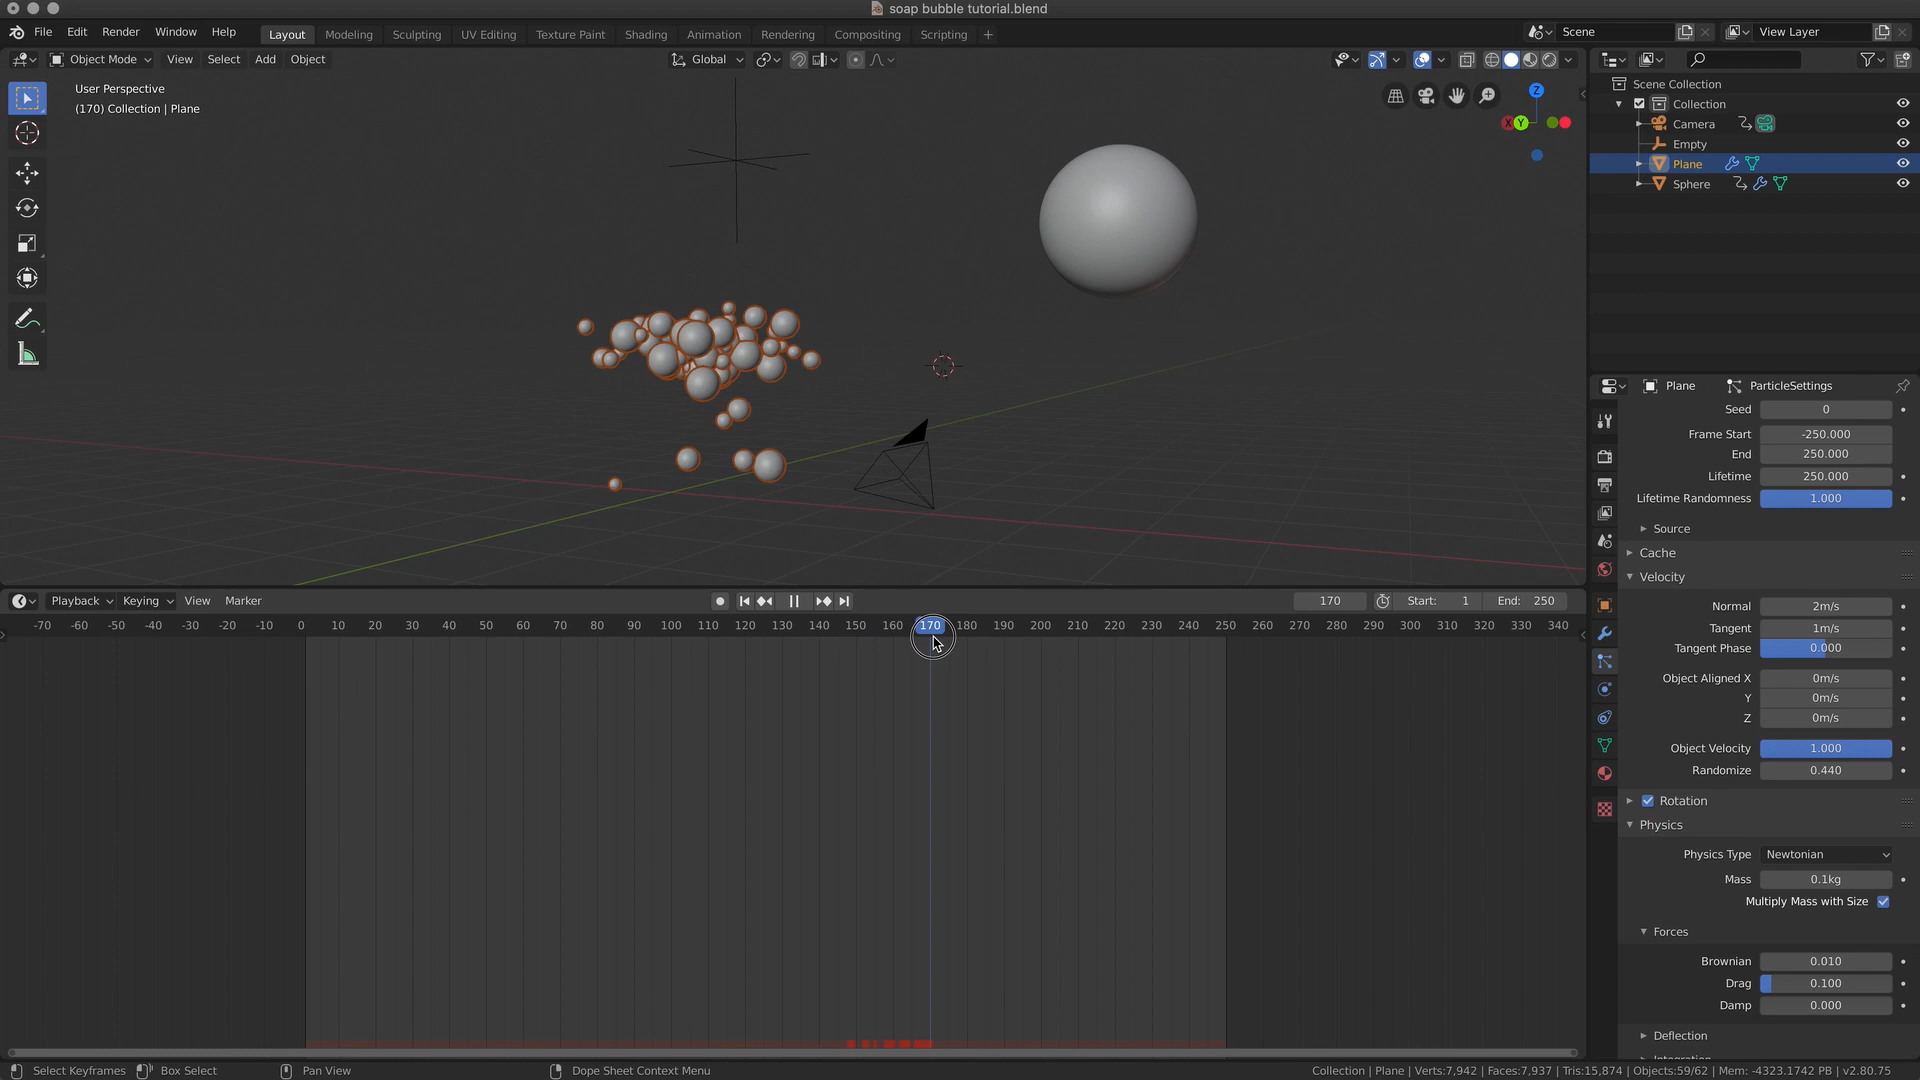 soap bubble tutorial.blend
File Edit Render Window Help Layout Modeling Sculpting UV Editing Texture Paint Shading Animation Rendering Compositing Scripting + Scene View Layer
Object Mode View Select Add Object Global
User Perspective
(170) Collection | Plane
Z
X Y
Scene Collection
Collection
Camera
Empty
Plane
Sphere
Plane ParticleSettings
Seed 0
Frame Start -250.000
End 250.000
Lifetime 250.000
Lifetime Randomness 1.000
Source
Cache
Velocity
Normal 2m/s
Tangent 1m/s
Tangent Phase 0.000
Object Aligned X 0m/s
Y 0m/s
Z 0m/s
Object Velocity 1.000
Randomize 0.440
Rotation
Physics
Physics Type Newtonian
Mass 0.1kg
Multiply Mass with Size
Forces
Brownian 0.010
Drag 0.100
Damp 0.000
Deflection
Integration
Playback Keying View Marker 170 Start: 1 End: 250
-70 -60 -50 -40 -30 -20 -10 0 10 20 30 40 50 60 70 80 90 100 110 120 130 140 150 160 170 180 190 200 210 220 230 240 250 260 270 280 290 300 310 320 330 340
Select Keyframes Box Select Pan View Dope Sheet Context Menu Collection | Plane | Verts:7,942 | Faces:7,937 | Tris:15,874 | Objects:59/62 | Mem: -4323.1742 PB | v2.80.75